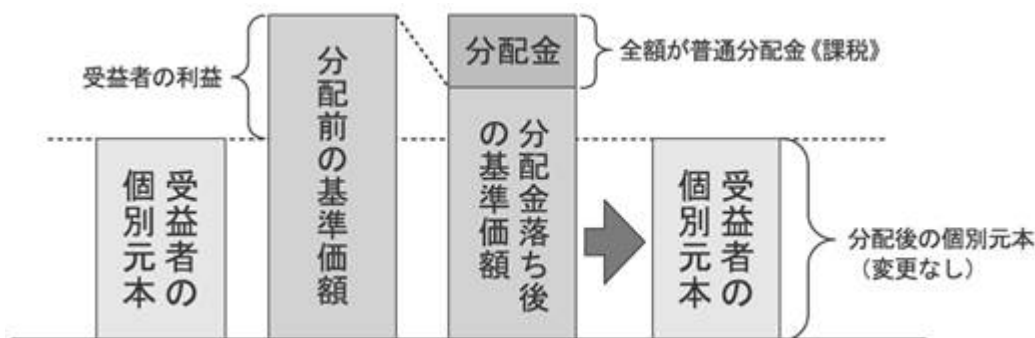 受益者の利益
受益者の
個別元本
分配前の基準価額
分配金
分配金落ち後
の基準価額
全額が普通分配金《課税》
受益者の
個別元本
分配後の個別元本
（変更なし）